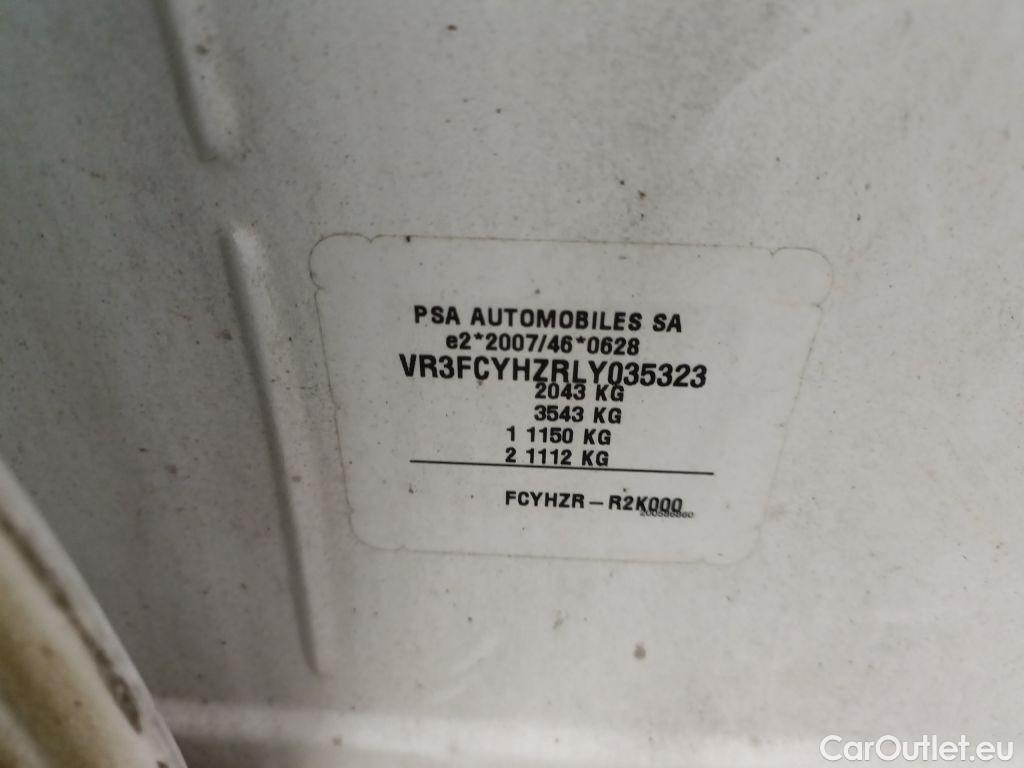 PSA AUTOMOBILES SA
e2*2007/46*0628
VR3FCYHZRLY035323
2043 KG
3543 KG
1 1150 KG
2 1112 KG
FCYHZR – R2K000
CarOutlet.eu